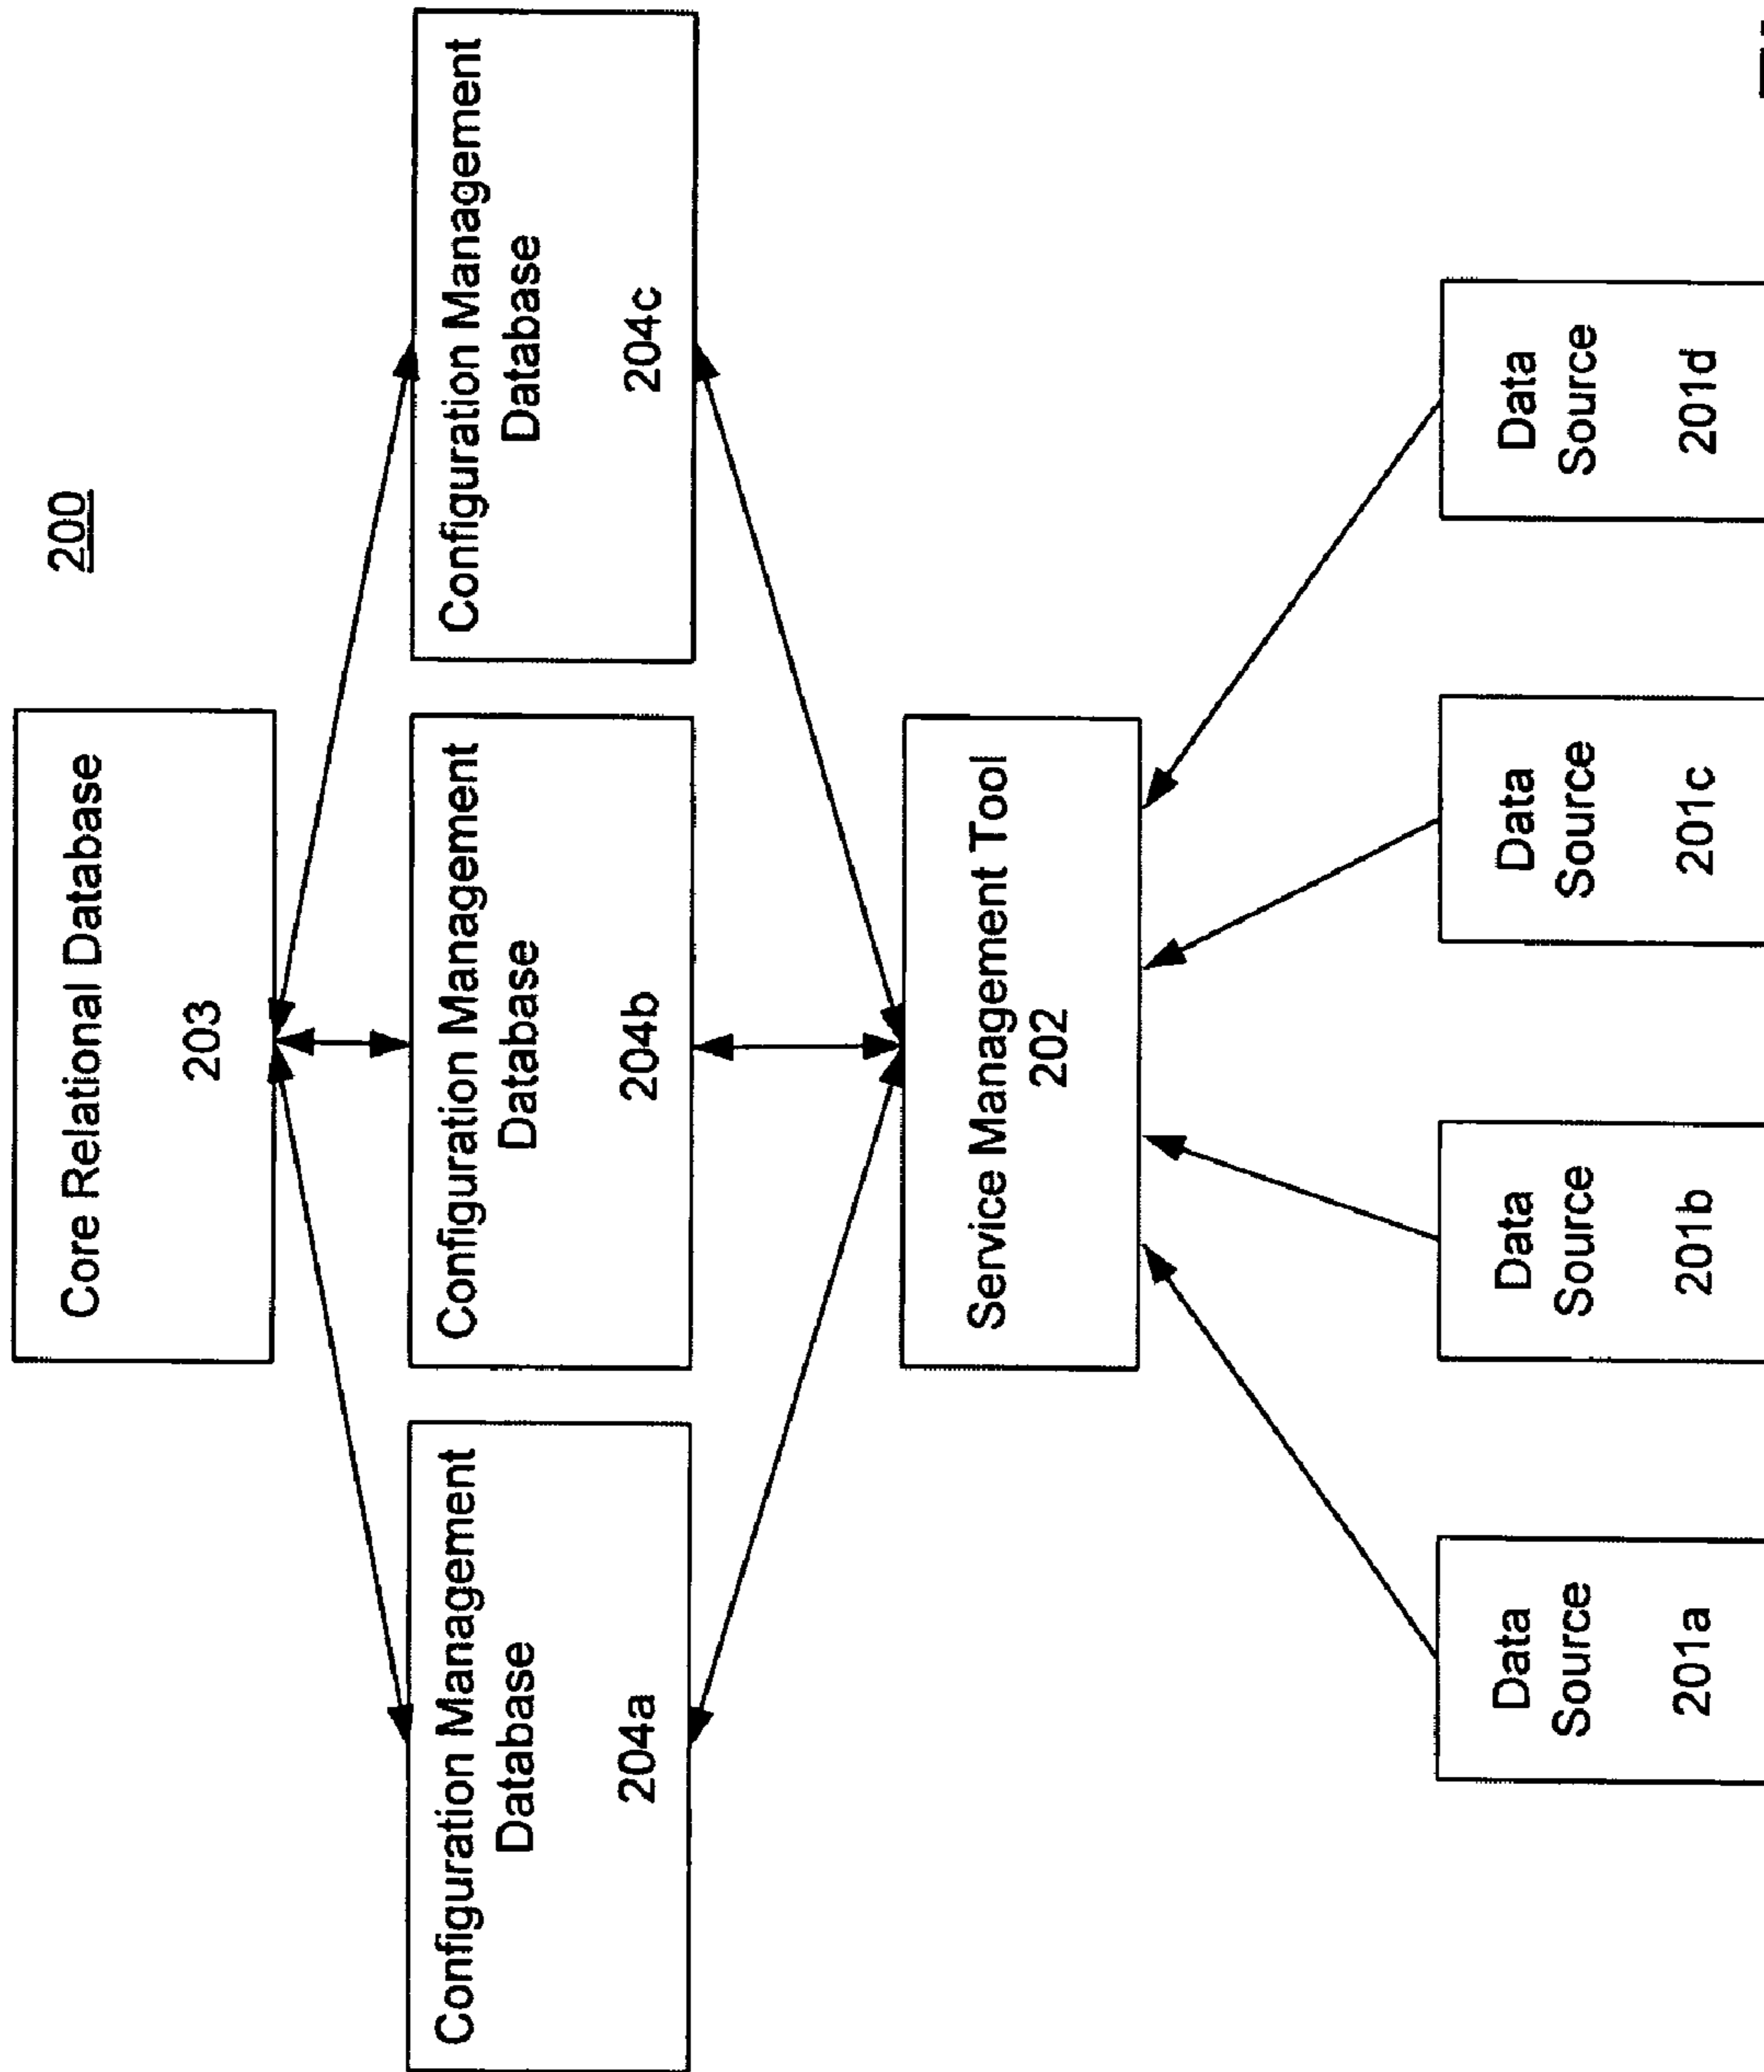 200
Core Relational Database
203
Configuration Management
Database
204a
Configuration Management
Database
204b
Configuration Management
Database
204c
Service Management Tool
202
Data
Source
201a
Data
Source
201b
Data
Source
201c
Data
Source
201d